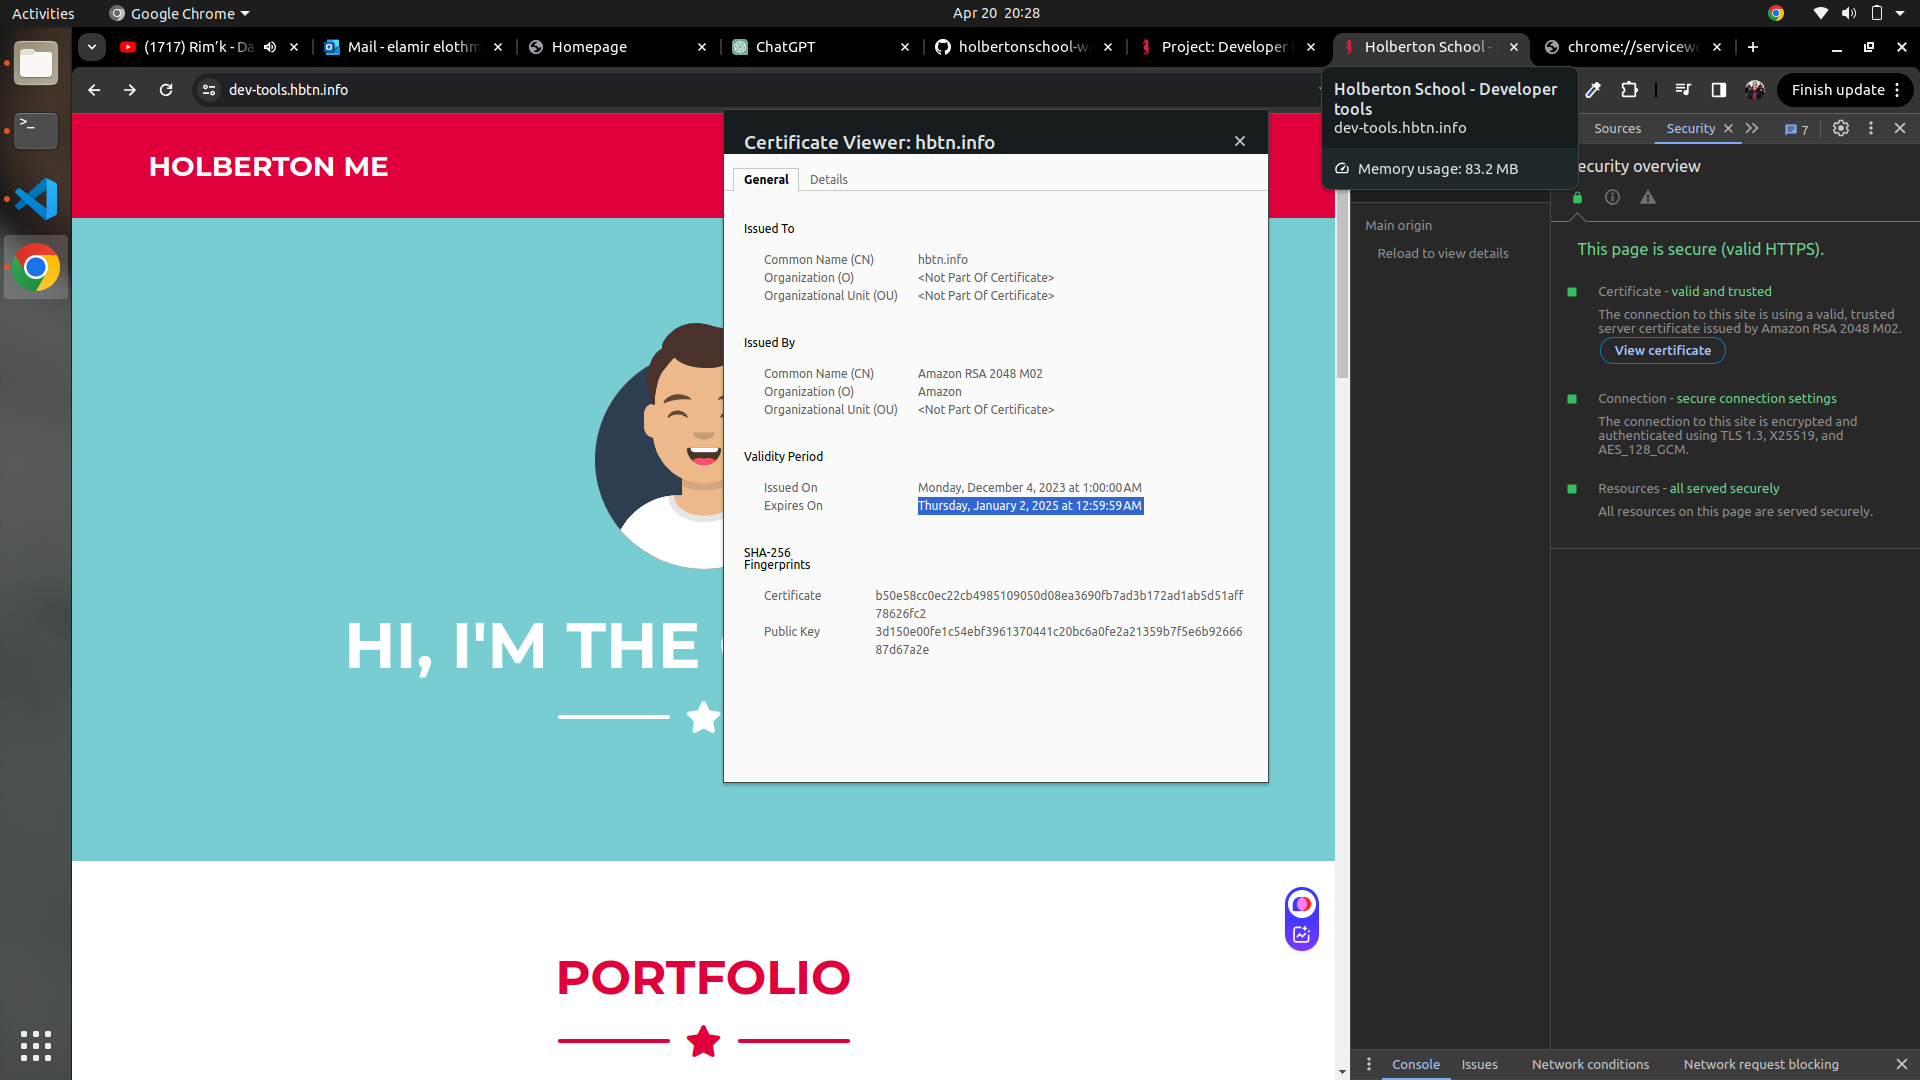 Activities
Google Chrome
Apr 20 20:28
(1717) Rim'k - Da
Mail - elamir elothm
Homepage
ChatGPT
holbertonschool-w
Project: Developer
Holberton School -
chrome://servicew
dev-tools.hbtn.info
Finish update
Holberton School - Developer
tools
dev-tools.hbtn.info
Memory usage: 83.2 MB
HOLBERTON ME
HI, I'M THE
PORTFOLIO
Certificate Viewer: hbtn.info
General
Details
Issued To
Common Name (CN) hbtn.info
Organization (O) <Not Part Of Certificate>
Organizational Unit (OU) <Not Part Of Certificate>
Issued By
Common Name (CN) Amazon RSA 2048 M02
Organization (O) Amazon
Organizational Unit (OU) <Not Part Of Certificate>
Validity Period
Issued On Monday, December 4, 2023 at 1:00:00 AM
Expires On Thursday, January 2, 2025 at 12:59:59 AM
SHA-256
Fingerprints
Certificate b50e58cc0ec22cb4985109050d08ea3690fb7ad3b172ad1ab5d51aff
78626fc2
Public Key 3d150e00fe1c54ebf3961370441c20bc6a0fe2a21359b7f5e6b92666
87d67a2e
Sources
Security
7
ecurity overview
Main origin
Reload to view details
This page is secure (valid HTTPS).
Certificate - valid and trusted
The connection to this site is using a valid, trusted
server certificate issued by Amazon RSA 2048 M02.
View certificate
Connection - secure connection settings
The connection to this site is encrypted and
authenticated using TLS 1.3, X25519, and
AES_128_GCM.
Resources - all served securely
All resources on this page are served securely.
Console
Issues
Network conditions
Network request blocking